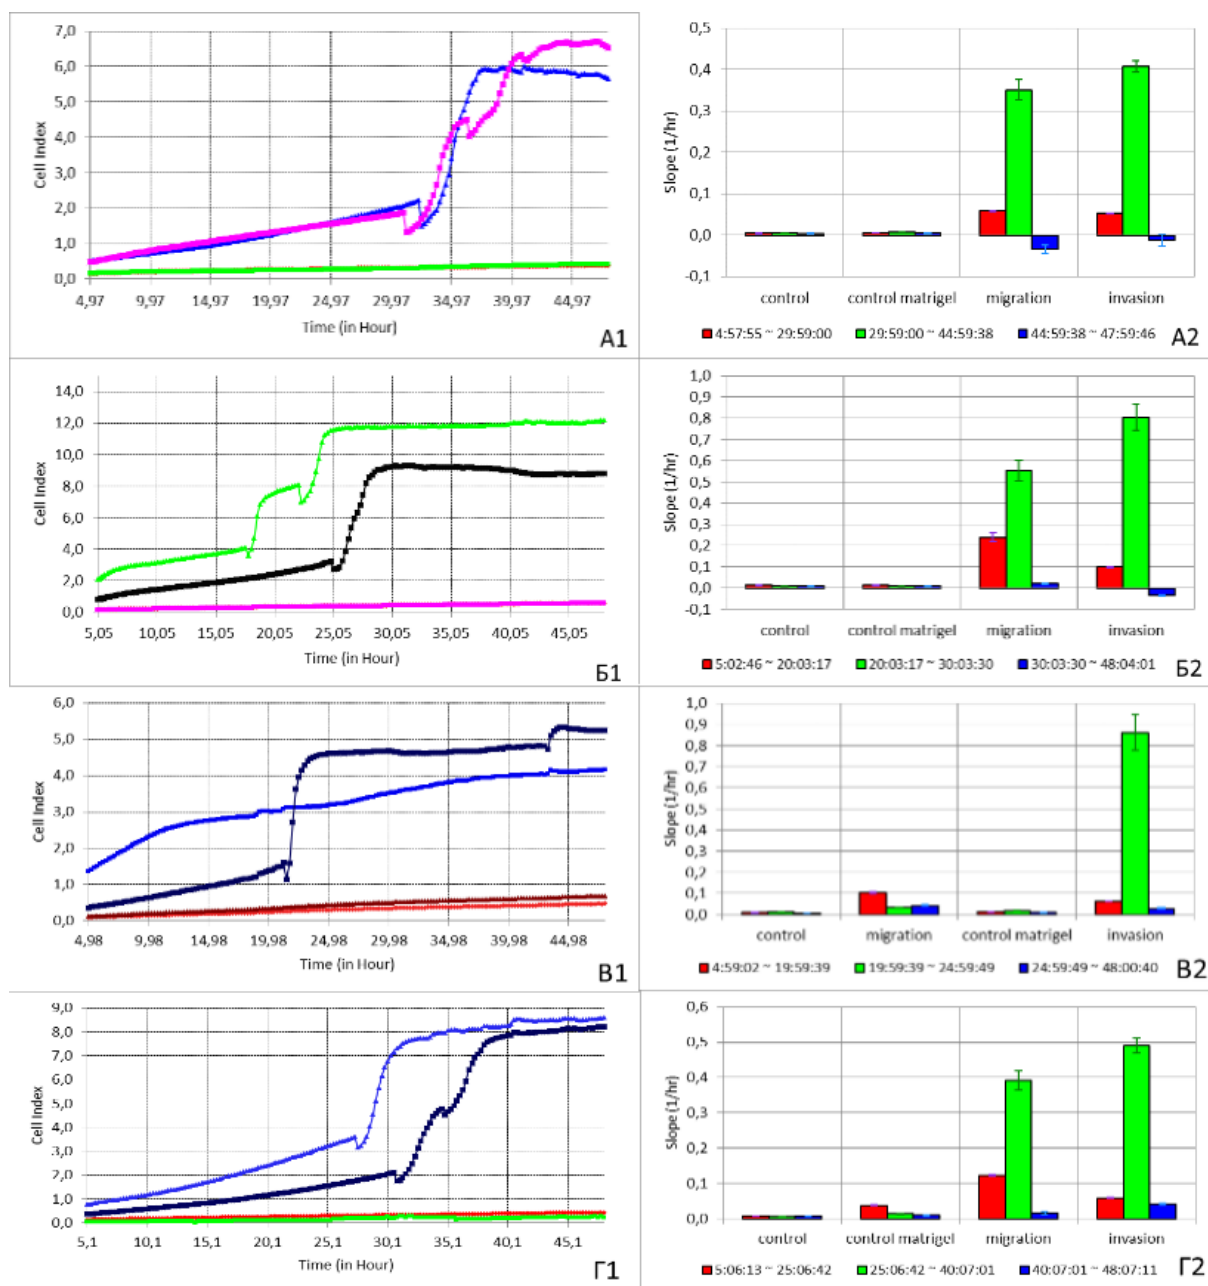 7,0
6,0
5,0
4,0
3,0
2,0
1,0
0,0
Cell Index
4,97 9,97 14,97 19,97 24,97 29,97 34,97 39,97 44,97
Time (in Hour)
А1
0,5
0,4
0,3
0,2
0,1
0,0
-0,1
Slope (1/hr)
control control matrigel migration invasion
4:57:55 ~ 29:59:00 29:59:00 ~ 44:59:38 44:59:38 ~ 47:59:46
А2
14,0
12,0
10,0
8,0
6,0
4,0
2,0
0,0
Cell Index
5,05 10,05 15,05 20,05 25,05 30,05 35,05 40,05 45,05
Time (in Hour)
Б1
1,0
0,9
0,8
0,7
0,6
0,5
0,4
0,3
0,2
0,1
0,0
-0,1
Slope (1/hr)
control control matrigel migration invasion
5:02:46 ~ 20:03:17 20:03:17 ~ 30:03:30 30:03:30 ~ 48:04:01
Б2
6,0
5,0
4,0
3,0
2,0
1,0
0,0
Cell Index
4,98 9,98 14,98 19,98 24,98 29,98 34,98 39,98 44,98
Time (in Hour)
В1
1,0
0,9
0,8
0,7
0,6
0,5
0,4
0,3
0,2
0,1
0,0
Slope (1/hr)
control migration control matrigel invasion
4:59:02 ~ 19:59:39 19:59:39 ~ 24:59:49 24:59:49 ~ 48:00:40
В2
9,0
8,0
7,0
6,0
5,0
4,0
3,0
2,0
1,0
0,0
Cell Index
5,1 10,1 15,1 20,1 25,1 30,1 35,1 40,1 45,1
Time (in Hour)
Г1
0,6
0,5
0,4
0,3
0,2
0,1
0,0
Slope (1/hr)
control control matrigel migration invasion
5:06:13 ~ 25:06:42 25:06:42 ~ 40:07:01 40:07:01 ~ 48:07:11
Г2